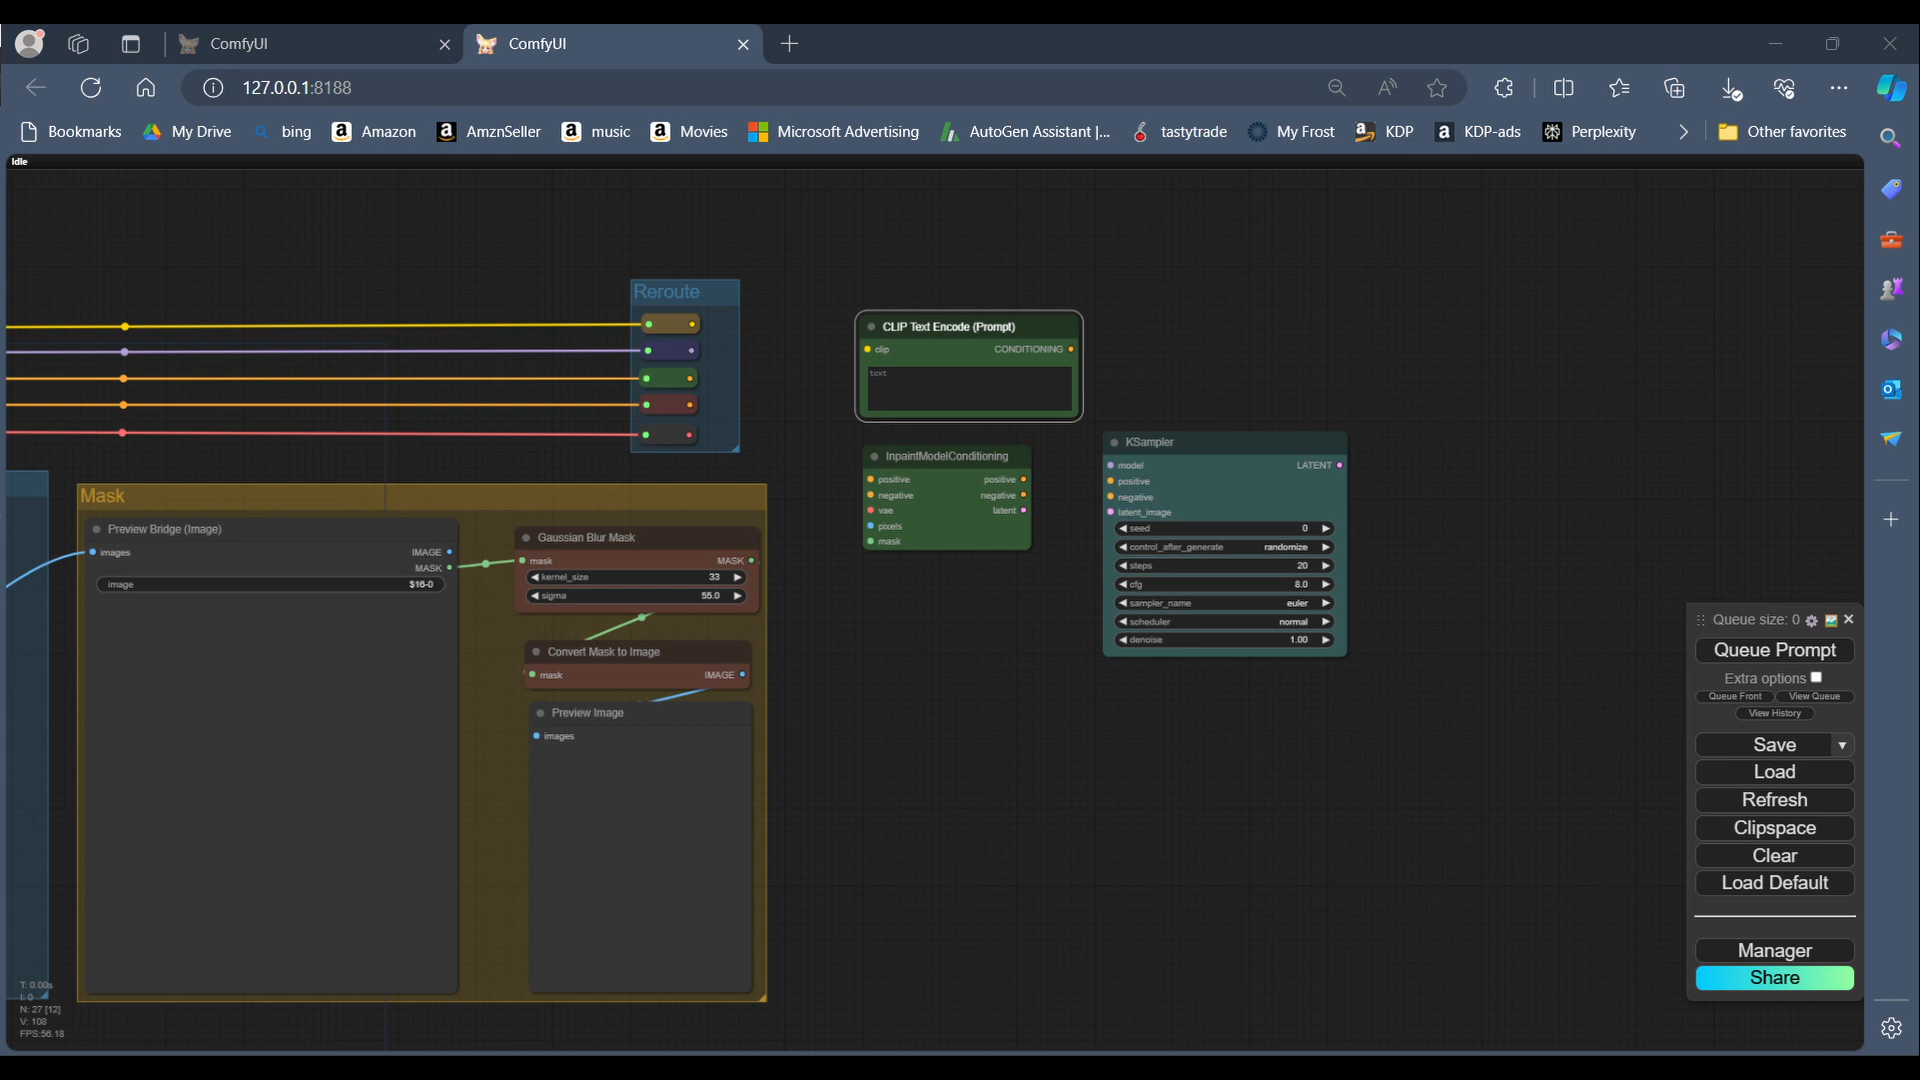 ComfyUI
ComfyUI
127.0.0.1:8188
Bookmarks
My Drive
bing
Amazon
AmznSeller
music
Movies
Microsoft Advertising
AutoGen Assistant |...
tastytrade
My Frost
KDP
KDP-ads
Perplexity
Other favorites
Idle
Reroute
CLIP Text Encode (Prompt)
clip CONDITIONING
text
InpaintModelConditioning
positive positive
negative negative
vae latent
pixels
mask
KSampler
model LATENT
positive
negative
latent_image
seed 0
control_after_generate randomize
steps 20
cfg 8.0
sampler_name euler
scheduler normal
denoise 1.00
Mask
Preview Bridge (Image)
images IMAGE
MASK
image $16-0
Gaussian Blur Mask
mask MASK
kernel_size 33
sigma 55.0
Convert Mask to Image
mask IMAGE
Preview Image
images
Queue size: 0
Queue Prompt
Extra options
Queue Front View Queue
View History
Save
Load
Refresh
Clipspace
Clear
Load Default
Manager
Share
T: 0.00s
I: 0
N: 27 [12]
V: 108
FPS:56.18